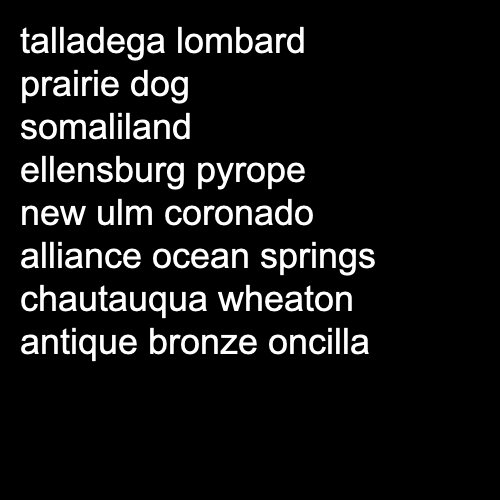 talladega lombard
prairie dog
somaliland
ellensburg pyrope
new ulm coronado
alliance ocean springs
chautauqua wheaton
antique bronze oncilla